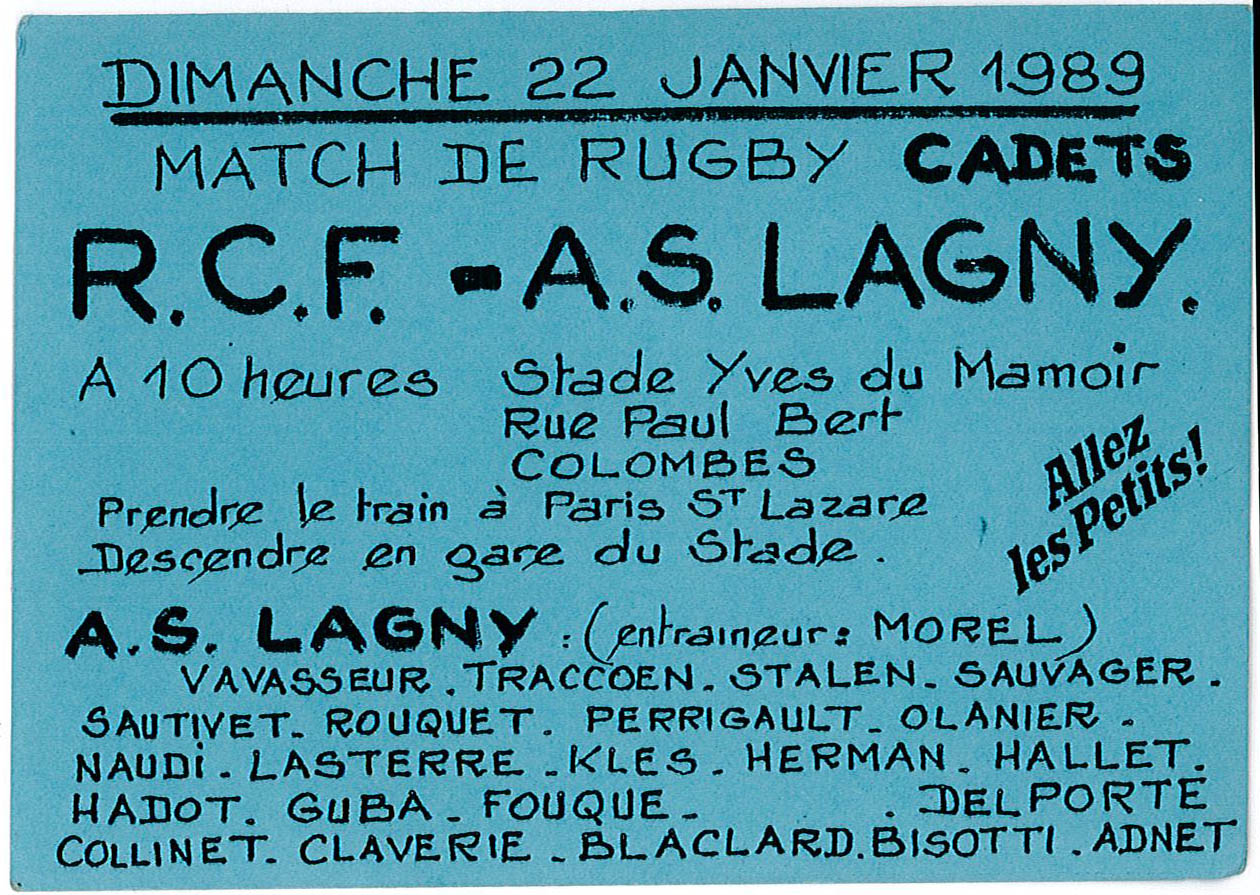 DIMANCHE 22 JANVIER 1989
MATCH DE RUGBY CADETS
R.C.F. - A.S. LAGNY.
A 10 heures Stade Yves du Mamoir
Rue Paul Bert
COLOMBES
Allez
les Petits!
Prendre le train à Paris ST Lazare
Descendre en gare du Stade.
A.S. LAGNY : (entraineur: MOREL)
VAVASSEUR. TRACCOEN. STALEN. SAUVAGER.
SAUTIVET. ROUQUET. PERRIGAULT. OLANIER.
NAUDi. LASTERRE. KLES. HERMAN. HALLET.
HADOT. GUBA. FOUQUE. . DELPORTE
COLLINET. CLAVERIE. BLACLARD. BISOTTI. ADNET